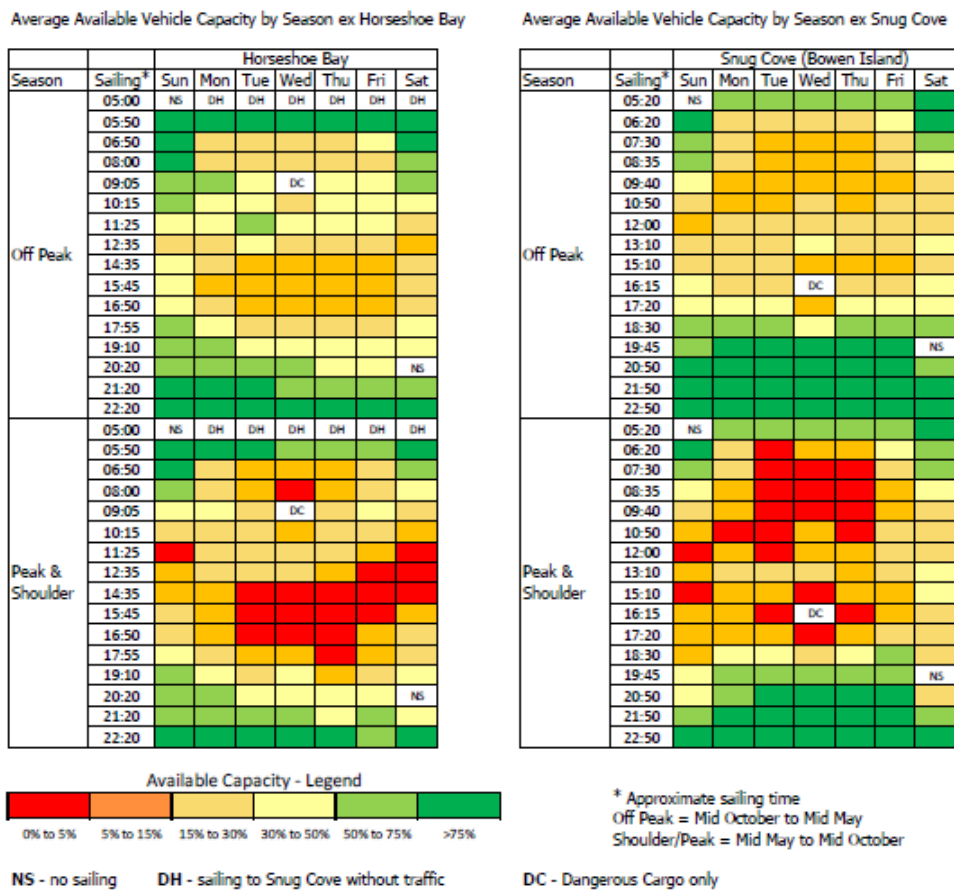 Average Available Vehicle Capacity by Season ex Horseshoe Bay
Horseshoe Bay
Season Sailing* Sun Mon Tue Wed Thu Fri Sat
Off Peak
05:00 NS DH DH DH DH DH DH
05:50
06:50
08:00
09:05 DC
10:15
11:25
12:35
14:35
15:45
16:50
17:55
19:10
20:20 NS
21:20
22:20
Peak &
Shoulder
05:00 NS DH DH DH DH DH DH
05:50
06:50
08:00
09:05 DC
10:15
11:25
12:35
14:35
15:45
16:50
17:55
19:10
20:20 NS
21:20
22:20
Average Available Vehicle Capacity by Season ex Snug Cove
Snug Cove (Bowen Island)
Season Sailing* Sun Mon Tue Wed Thu Fri Sat
Off Peak
05:20 NS
06:20
07:30
08:35
09:40
10:50
12:00
13:10
15:10
16:15 DC
17:20
18:30
19:45 NS
20:50
21:50
22:50
Peak &
Shoulder
05:20 NS
06:20
07:30
08:35
09:40
10:50
12:00
13:10
15:10
16:15 DC
17:20
18:30
19:45 NS
20:50
21:50
22:50
Available Capacity - Legend
0% to 5% 5% to 15% 15% to 30% 30% to 50% 50% to 75% >75%
* Approximate sailing time
Off Peak = Mid October to Mid May
Shoulder/Peak = Mid May to Mid October
NS - no sailing DH - sailing to Snug Cove without traffic DC - Dangerous Cargo only